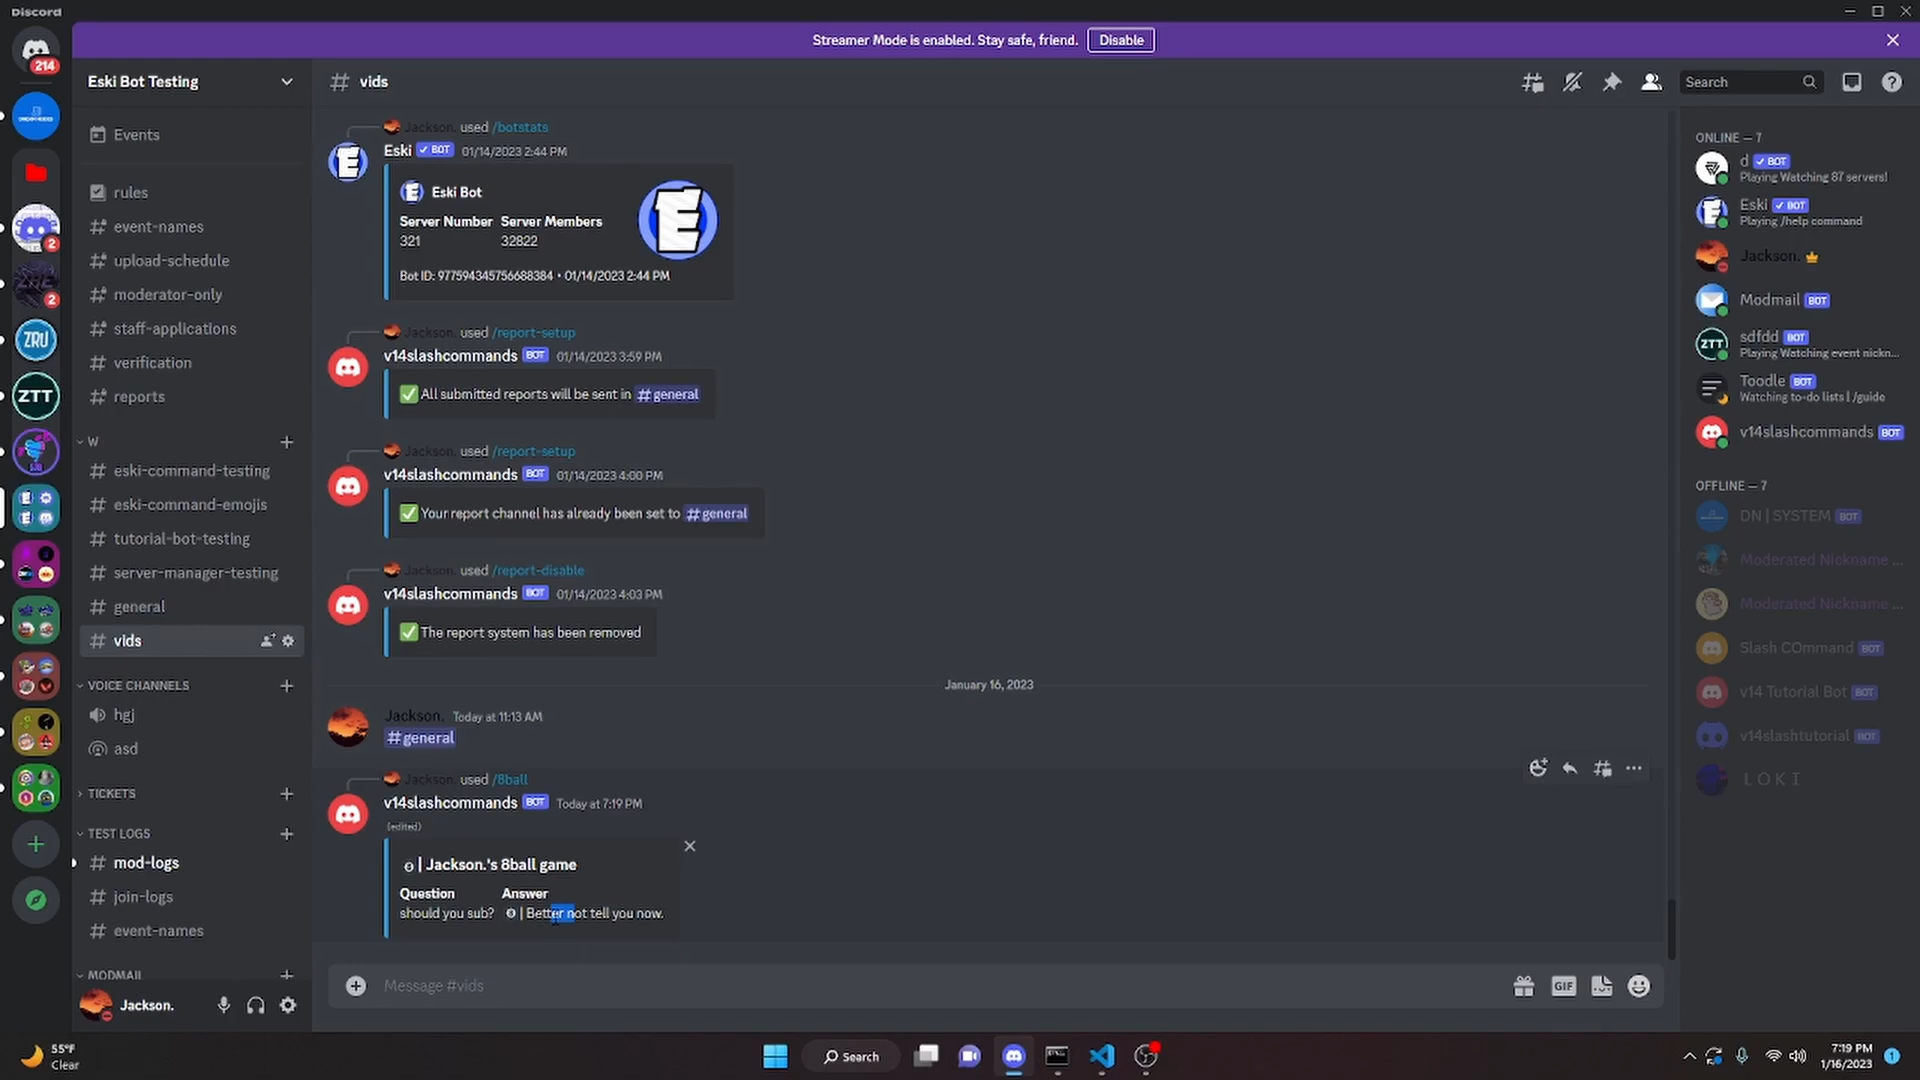 Discord
Streamer Mode is enabled. Stay safe, friend. Disable
214
2
2
ZRU
ZTT
Eski Bot Testing
Events
rules
event-names
upload-schedule
moderator-only
staff-applications
verification
reports
W
eski-command-testing
eski-command-emojis
tutorial-bot-testing
server-manager-testing
general
vids
VOICE CHANNELS
hgj
asd
TICKETS
TEST LOGS
mod-logs
join-logs
event-names
MODMAIL
Jackson.
# vids
Search
Jackson. used /botstats
Eski ✓ BOT 01/14/2023 2:44 PM
Eski Bot
Server Number Server Members
321 32822
Bot ID: 977594345756688384 • 01/14/2023 2:44 PM
Jackson. used /report-setup
v14slashcommands BOT 01/14/2023 3:59 PM
✅ All submitted reports will be sent in # general
Jackson. used /report-setup
v14slashcommands BOT 01/14/2023 4:00 PM
✅ Your report channel has already been set to # general
Jackson. used /report-disable
v14slashcommands BOT 01/14/2023 4:03 PM
✅ The report system has been removed
January 16, 2023
Jackson. Today at 11:13 AM
# general
Jackson. used /8ball
v14slashcommands BOT Today at 7:19 PM
(edited)
| Jackson.'s 8ball game
Question Answer
should you sub? | Better not tell you now.
Message #vids
GIF
ONLINE — 7
d ✓ BOT
Playing Watching 87 servers!
Eski ✓ BOT
Playing /help command
Jackson.
Modmail BOT
sdfdd BOT
Playing Watching event nickn...
Toodle BOT
Watching to-do lists | /guide
v14slashcommands BOT
OFFLINE — 7
DN | SYSTEM BOT
Moderated Nickname ...
Moderated Nickname ...
Slash COmmand BOT
v14 Tutorial Bot BOT
v14slashtutorial BOT
L O K I
55°F
Clear
Search
7:19 PM
1/16/2023
1